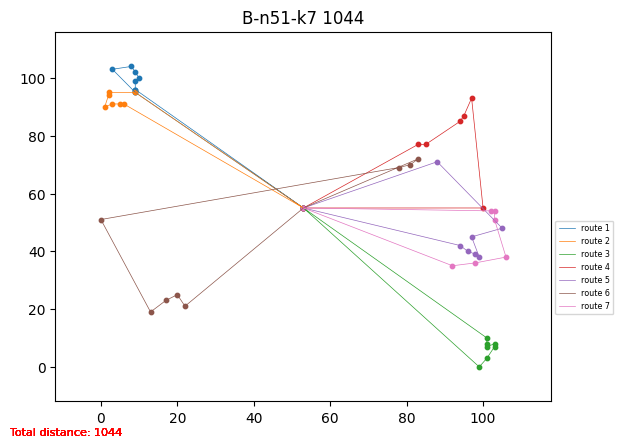 B-n51-k7 1044
100
80
60
40
20
0
0 20 40 60 80 100
route 1
route 2
route 3
route 4
route 5
route 6
route 7
Total distance: 1044